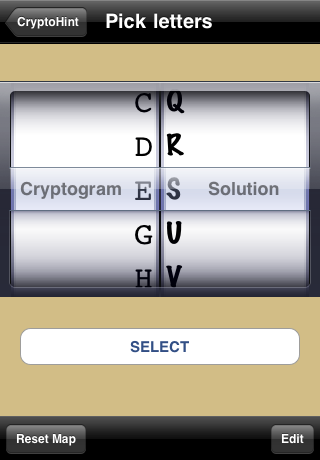 CryptoHint Pick letters
C Q
D R
Cryptogram E S Solution
G U
H V
SELECT
Reset Map Edit